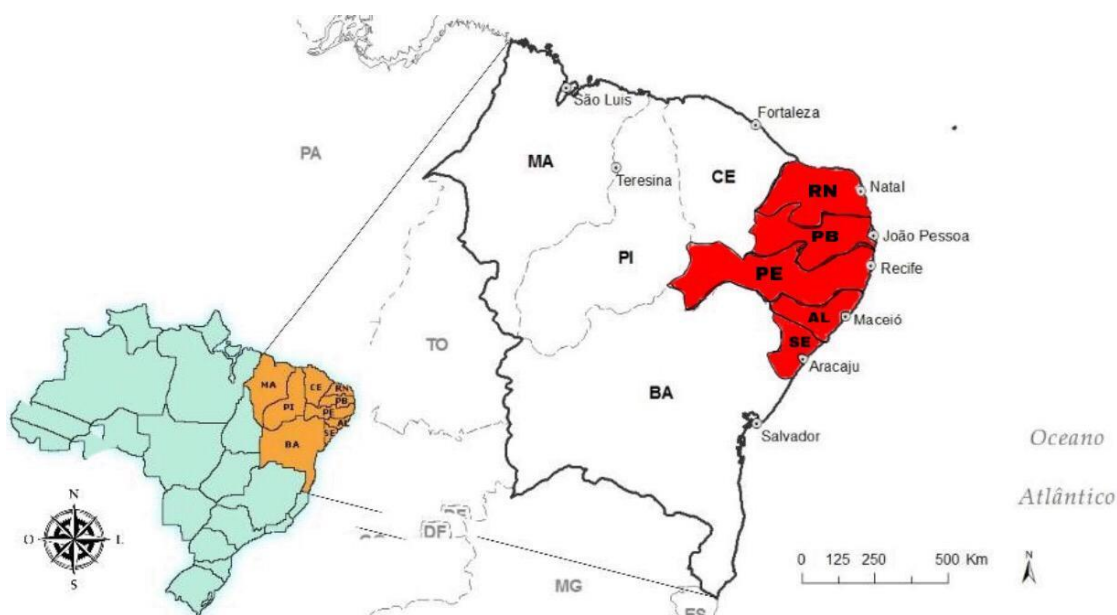 PA
São Luis
Fortaleza
MA
Teresina
CE
RN
Natal
PB
João Pessoa
PI
PE
Recife
AL
Maceió
SE
Aracaju
TO
BA
Salvador
Oceano
Atlântico
DF
DF
MG
ES
0 125 250 500 Km
N
MA
CE
RN
PB
PI
PE
AL
SE
BA
N
O
L
S